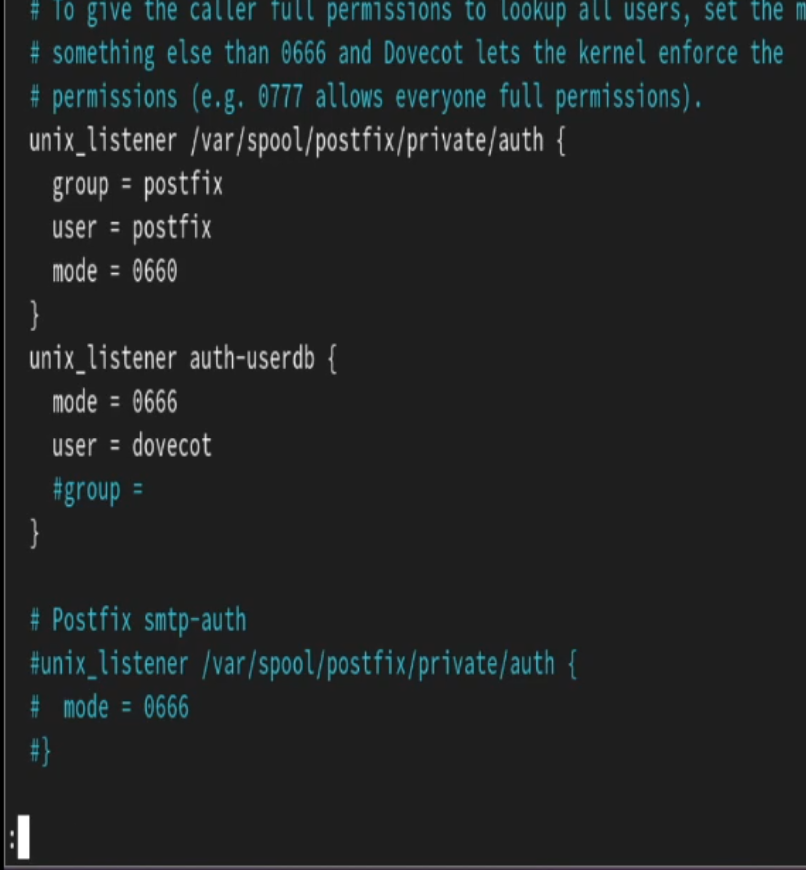 # To give the caller full permissions to lookup all users, set the
# something else than 0666 and Dovecot lets the kernel enforce the
# permissions (e.g. 0777 allows everyone full permissions).
unix_listener /var/spool/postfix/private/auth {
  group = postfix
  user = postfix
  mode = 0660
}
unix_listener auth-userdb {
  mode = 0666
  user = dovecot
  #group =
}

# Postfix smtp-auth
#unix_listener /var/spool/postfix/private/auth {
#  mode = 0666
#}

: